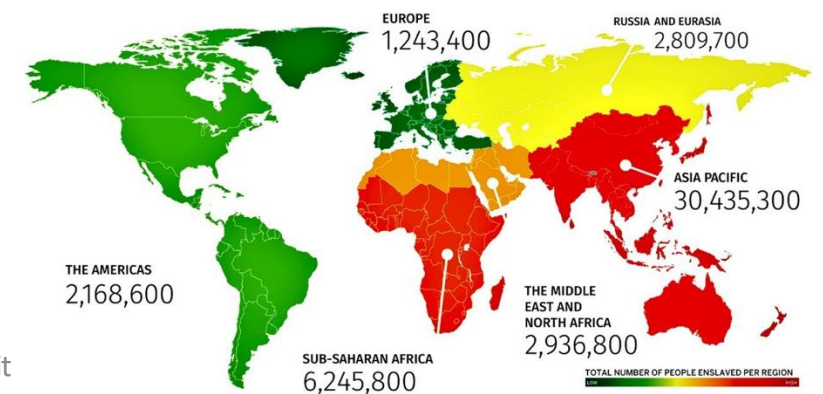 EUROPE
1,243,400
RUSSIA AND EURASIA
2,809,700
ASIA PACIFIC
30,435,300
THE AMERICAS
2,168,600
THE MIDDLE
EAST AND
NORTH AFRICA
2,936,800
SUB-SAHARAN AFRICA
6,245,800
it
TOTAL NUMBER OF PEOPLE ENSLAVED PER REGION
LOW
HIGH